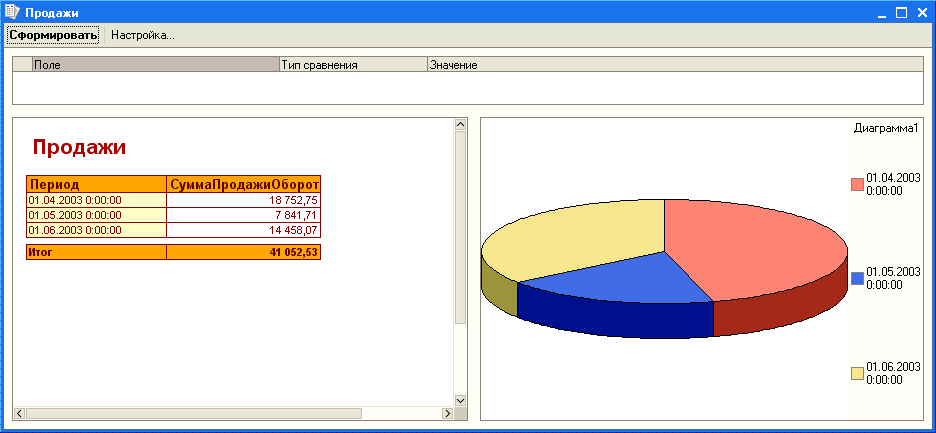 Продажи
Сформировать Настройка...
Поле Тип сравнения Значение
Продажи
Период СуммаПродажиОборот
01.04.2003 0:00:00 18 752,75
01.05.2003 0:00:00 7 841,71
01.06.2003 0:00:00 14 458,07
Итог 41 052,53
Диаграмма1
01.04.2003
0:00:00
01.05.2003
0:00:00
01.06.2003
0:00:00